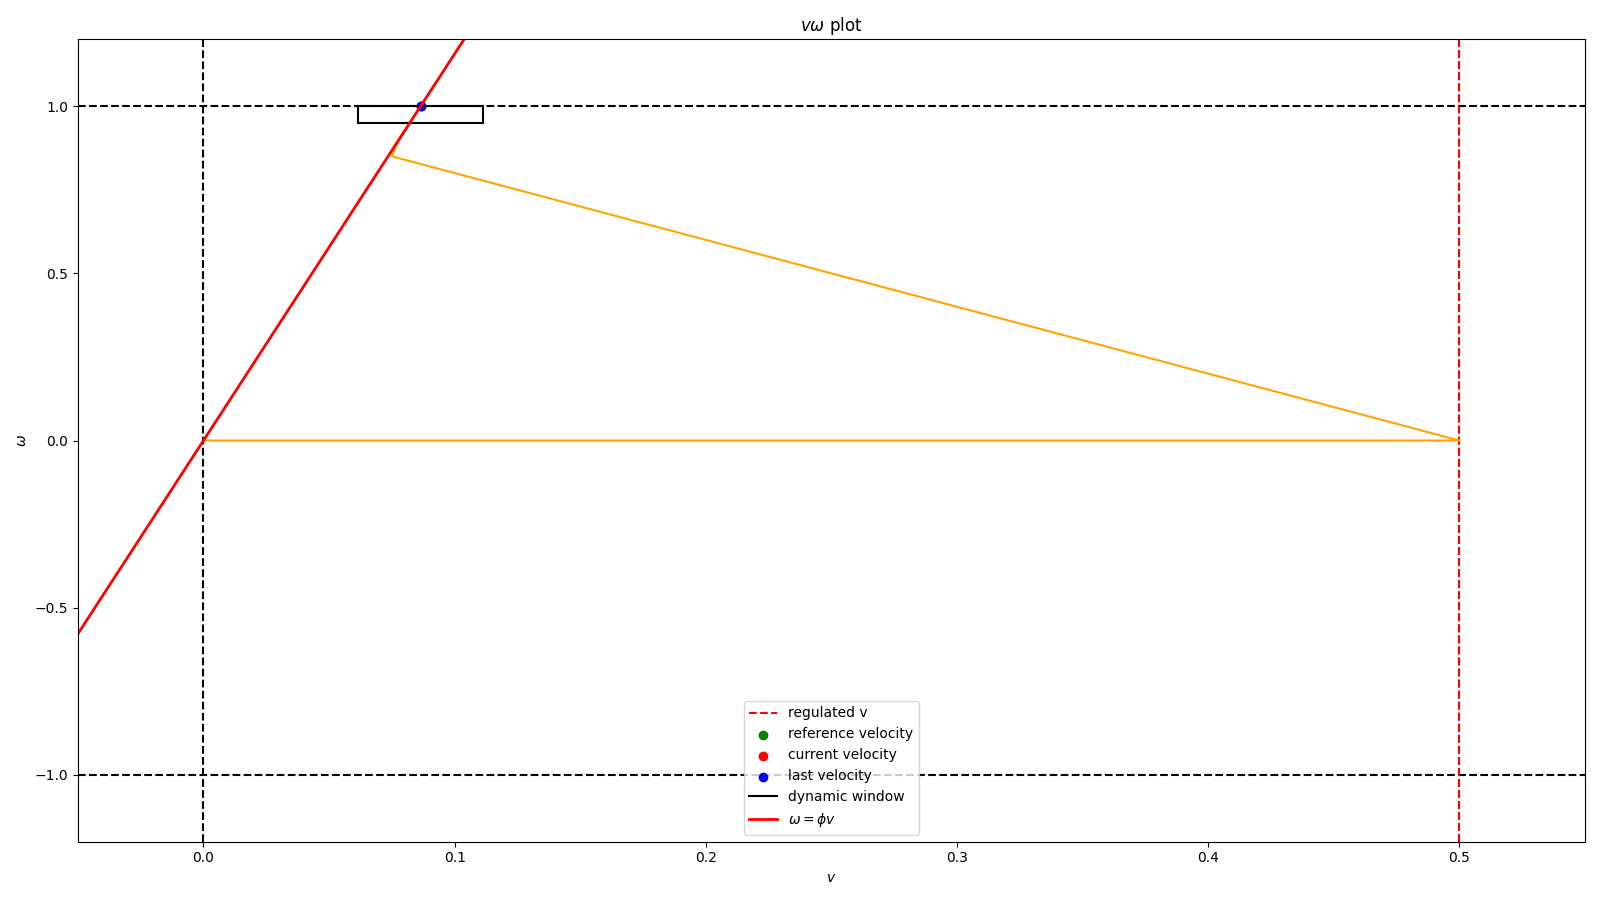 vω plot
1.0
0.5
0.0
−0.5
−1.0
ω
0.0 0.1 0.2 0.3 0.4 0.5
v
regulated v
reference velocity
current velocity
last velocity
dynamic window
ω = ϕv